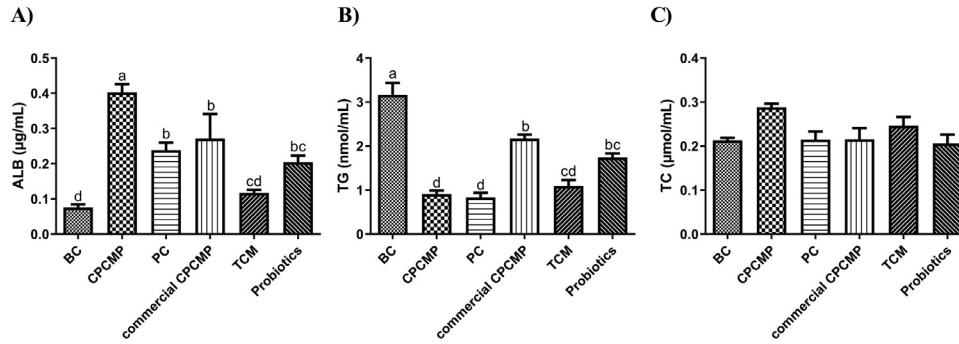 A)
ALB (μg/mL)
0.5
0.4
0.3
0.2
0.1
0.0
d
a
b
b
cd
bc
BC
CPCMP
PC
commercial CPCMP
TCM
Probiotics
B)
TG (nmol/mL)
4
3
2
1
0
a
d
d
b
cd
bc
BC
CPCMP
PC
commercial CPCMP
TCM
Probiotics
C)
TC (μmol/mL)
0.4
0.3
0.2
0.1
0.0
BC
CPCMP
PC
commercial CPCMP
TCM
Probiotics